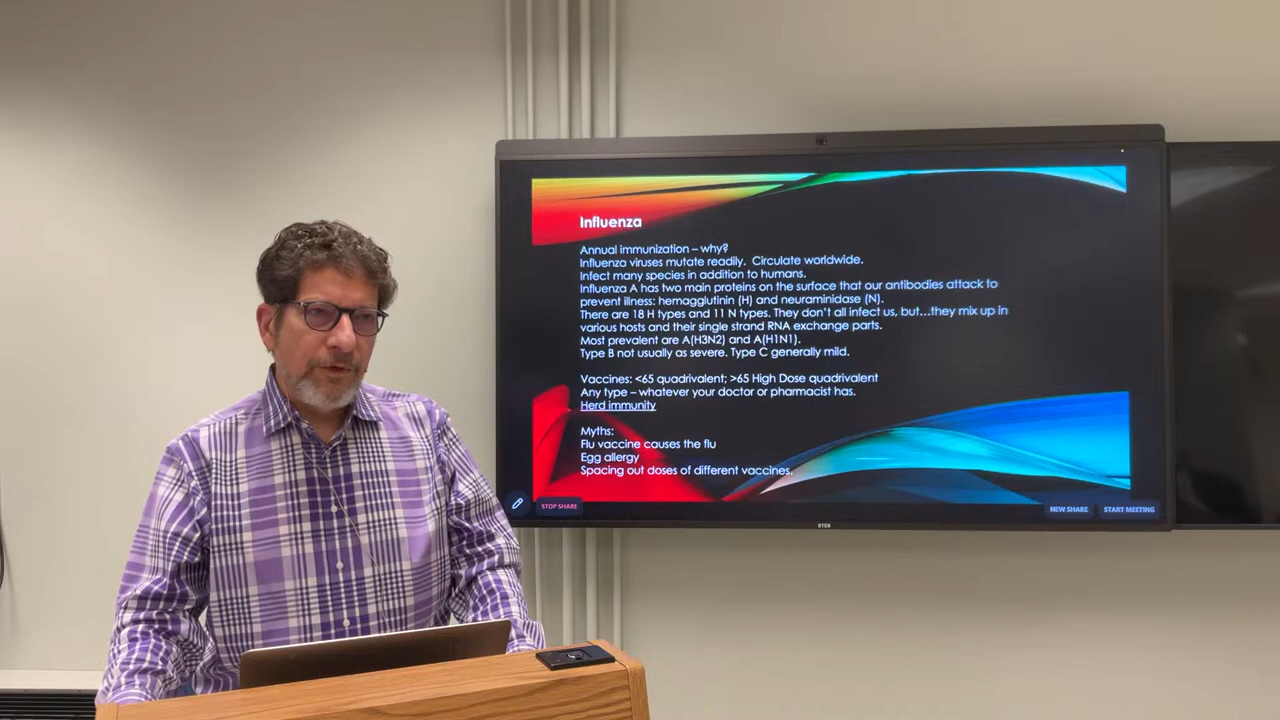 Influenza
Annual immunization – why?
Influenza viruses mutate readily.  Circulate worldwide.
Infect many species in addition to humans.
Influenza A has two main proteins on the surface that our antibodies attack to
prevent illness: hemagglutinin (H) and neuraminidase (N).
There are 18 H types and 11 N types. They don't all infect us, but...they mix up in
various hosts and their single strand RNA exchange parts.
Most prevalent are A(H3N2) and A(H1N1).
Type B not usually as severe. Type C generally mild.
Vaccines: <65 quadrivalent; >65 High Dose quadrivalent
Any type – whatever your doctor or pharmacist has.
Herd immunity
Myths:
Flu vaccine causes the flu
Egg allergy
Spacing out doses of different vaccines.
STOP SHARE
NEW SHARE
START MEETING
DTEN